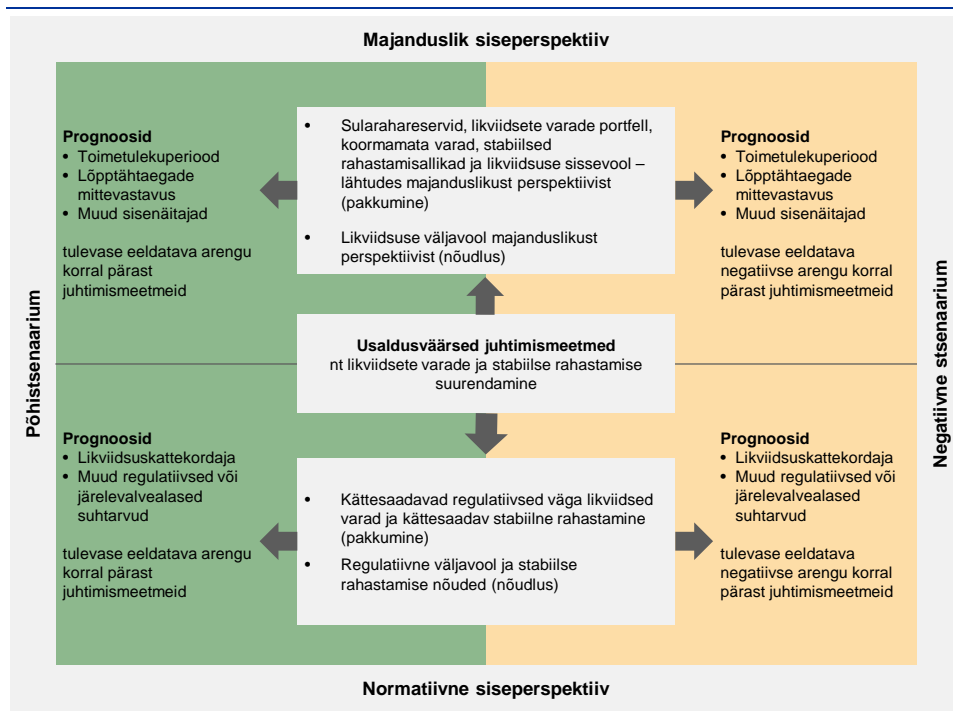 Majanduslik siseperspektiiv
Põhistsenaarium
Prognoosid
• Toimetulekuperiood
• Lõpptähtaegade
mittevastavus
• Muud sisenäitajad
tulevase eeldatava arengu
korral pärast
juhtimismeetmeid
• Sularahareservid, likviidsete varade portfell,
koormamata varad, stabiilsed
rahastamisallikad ja likviidsuse sissevool –
lähtudes majanduslikust perspektiivist
(pakkumine)
• Likviidsuse väljavool majanduslikust
perspektiivist (nõudlus)
Prognoosid
• Toimetulekuperiood
• Lõpptähtaegade
mittevastavus
• Muud sisenäitajad
tulevase eeldatava
negatiivse arengu korral
pärast juhtimismeetmeid
Negatiivne stsenaarium
Usaldusväärsed juhtimismeetmed
nt likviidsete varade ja stabiilse rahastamise
suurendamine
Prognoosid
• Likviidsuskattekordaja
• Muud regulatiivsed või
järelevalvealased
suhtarvud
tulevase eeldatava arengu
korral pärast
juhtimismeetmeid
• Kättesaadavad regulatiivsed väga likviidsed
varad ja kättesaadav stabiilne rahastamine
(pakkumine)
• Regulatiivne väljavool ja stabiilse
rahastamise nõuded (nõudlus)
Prognoosid
• Likviidsuskattekordaja
• Muud regulatiivsed või
järelevalvealased
suhtarvud
tulevase eeldatava
negatiivse arengu korral
pärast juhtimismeetmeid
Normatiivne siseperspektiiv